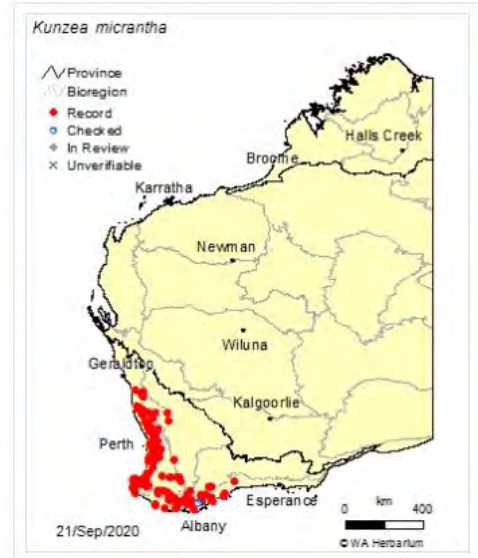 Kunzea micrantha
Province
Bioregion
Record
Checked
In Review
Unverifiable
Halls Creek
Broome
Karratha
Newman
Wiluna
Geraldton
Kalgoorlie
Perth
Esperance
km
0 400
Albany
21/Sep/2020
© WA Herbarium